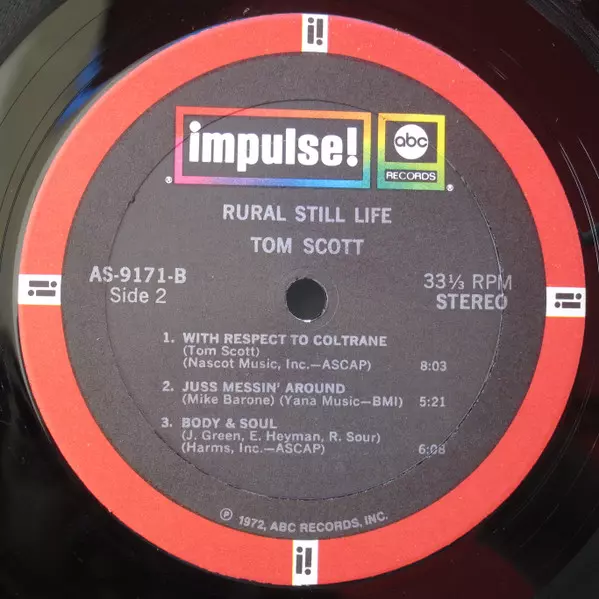 i!
impulse!
®
abc
RECORDS
®
RURAL STILL LIFE
TOM SCOTT
AS-9171-B
Side 2
33⅓ RPM
STEREO
i!
i!
1. WITH RESPECT TO COLTRANE
(Tom Scott)
(Nascot Music, Inc.—ASCAP) 8:03
2. JUSS MESSIN' AROUND
(Mike Barone) (Yana Music—BMI) 5:21
3. BODY & SOUL
(J. Green, E. Heyman, R. Sour)
(Harms, Inc.—ASCAP) 6:08
℗ 1972, ABC RECORDS, INC.
i!